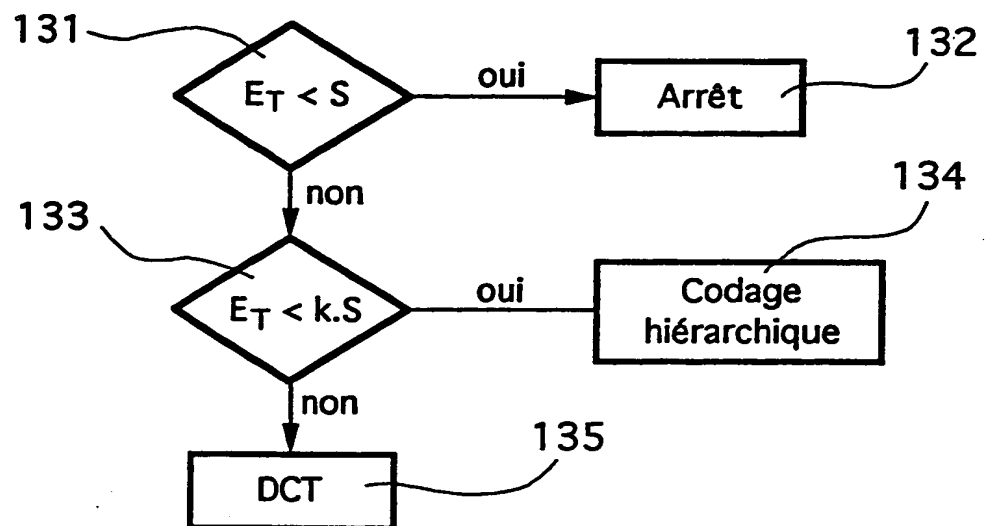 131
E_T < S
oui
Arrêt
132
non
133
E_T < k.S
oui
Codage
hiérarchique
134
non
DCT
135